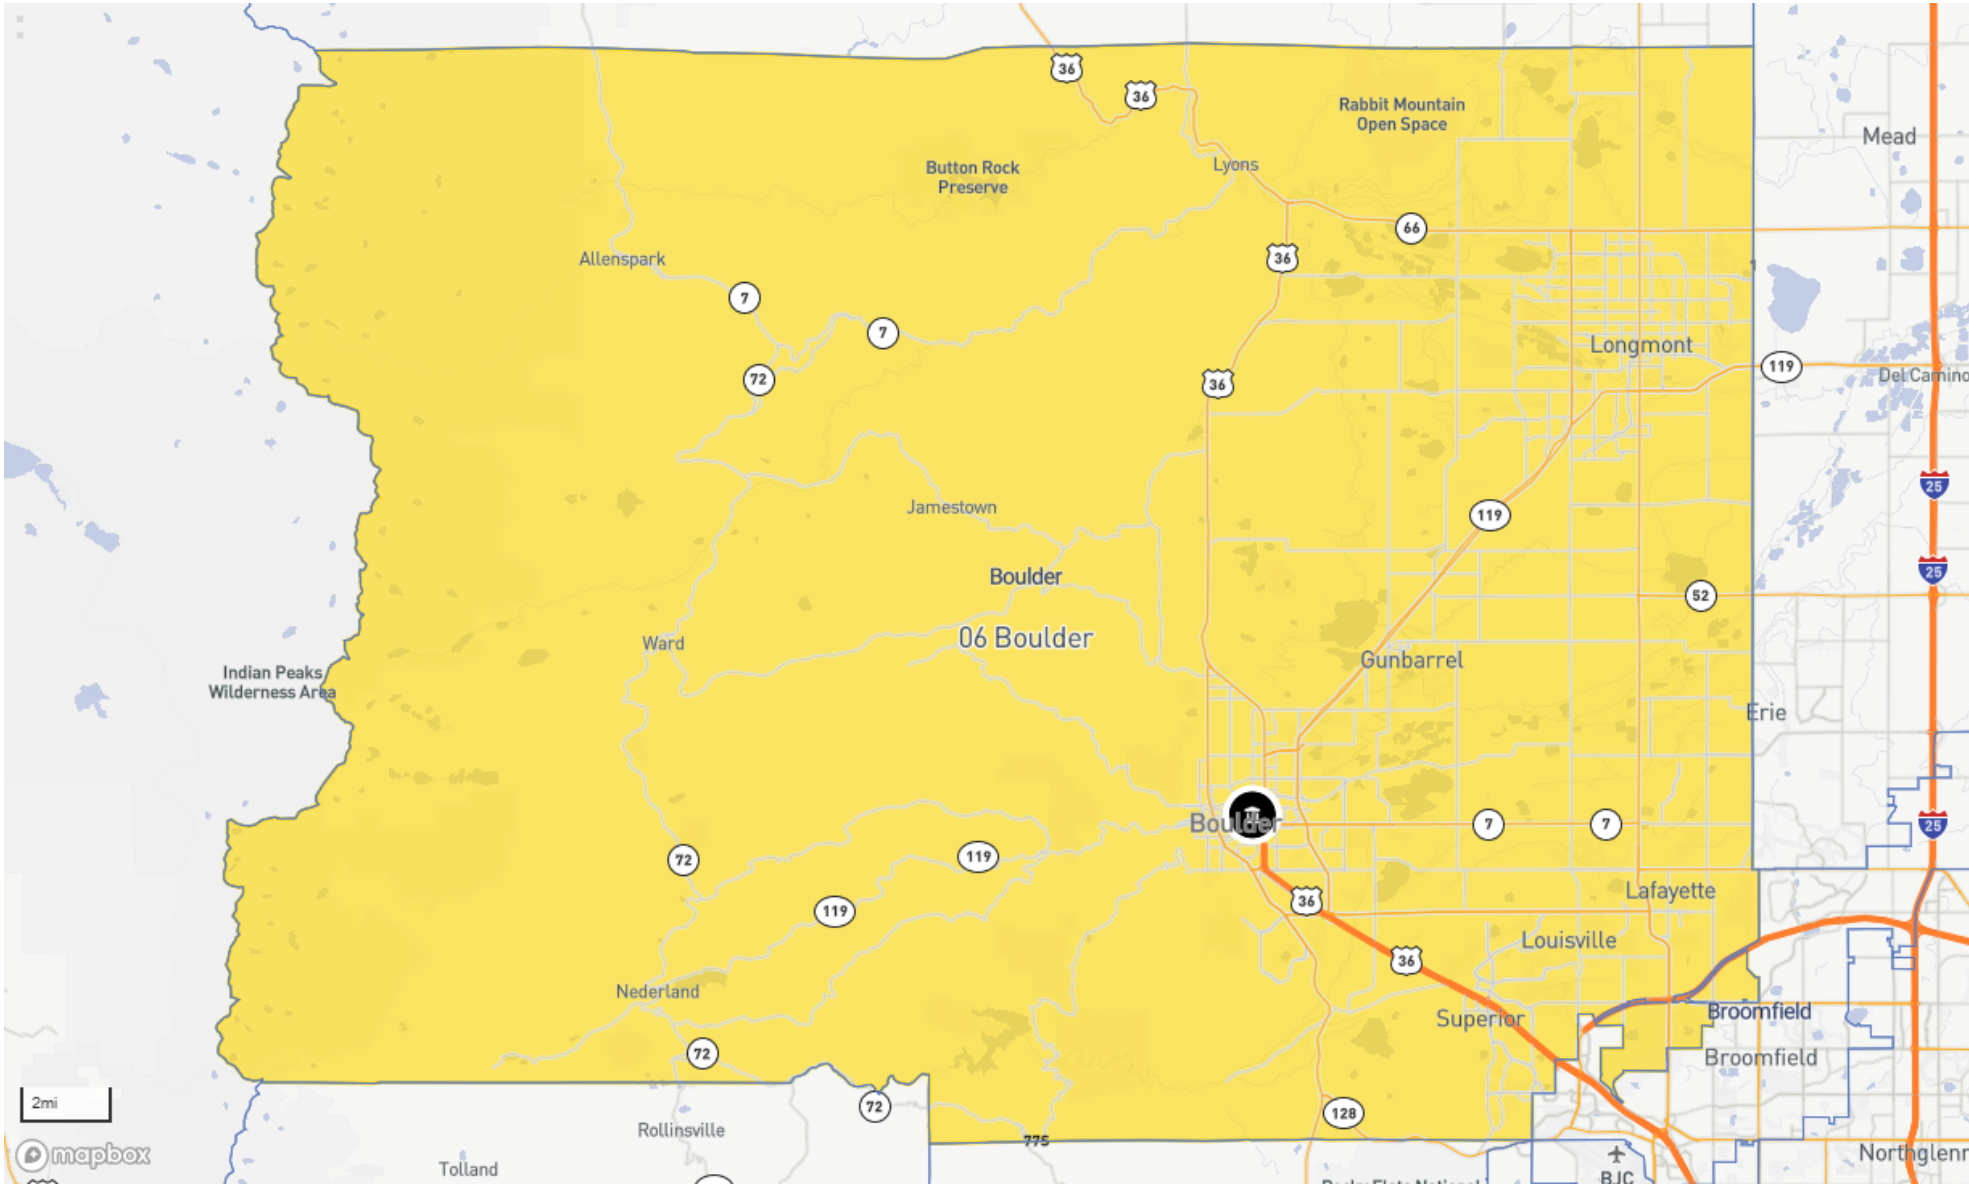 36
36
Rabbit Mountain
Open Space
Mead
Button Rock
Preserve
Lyons
66
Allenspark
36
7
7
Longmont
119
Del Camino
72
36
25
Jamestown
119
25
Boulder
52
06 Boulder
Ward
Gunbarrel
Indian Peaks
Wilderness Area
Erie
Boulder
7
7
25
72
119
Lafayette
36
119
Louisville
36
Nederland
Superior
Broomfield
72
Broomfield
2mi
72
128
Rollinsville
77S
mapbox
Tolland
BJC
Northglenn